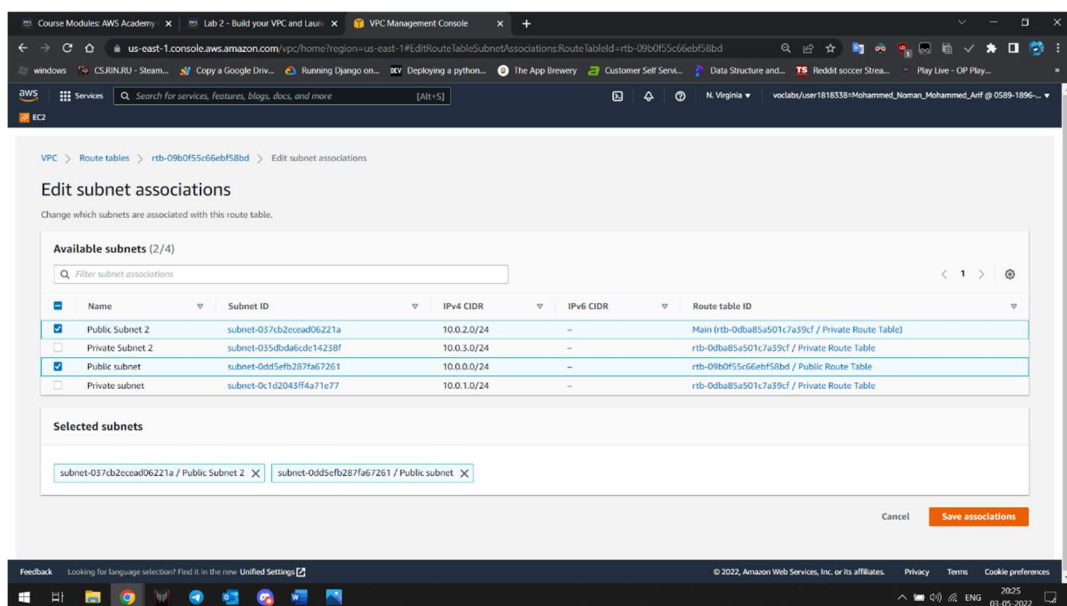 Course Modules: AWS Academy
Lab 2 - Build your VPC and Laun
VPC Management Console
us-east-1.console.aws.amazon.com/vpc/home?region=us-east-1#EditRouteTableSubnetAssociations:RouteTableId=rtb-09b0f55c66ebf58bd
windows
CS.RIN.RU - Steam...
Copy a Google Driv...
Running Django on...
DEV Deploying a python...
The App Brewery
Customer Self Servi...
Data Structure and...
TS Reddit soccer Strea...
Play Live - OP Play...
»
aws
Services
Search for services, features, blogs, docs, and more
[Alt+S]
N. Virginia
voclabs/user1818338=Mohammed_Noman_Mohammed_Arif @ 0589-1896-...
EC2
VPC > Route tables > rtb-09b0f55c66ebf58bd > Edit subnet associations
Edit subnet associations
Change which subnets are associated with this route table.
Available subnets (2/4)
Filter subnet associations
< 1 >
Name Subnet ID IPv4 CIDR IPv6 CIDR Route table ID
Public Subnet 2 subnet-037cb2ecead06221a 10.0.2.0/24 – Main (rtb-0dba85a501c7a39cf / Private Route Table)
Private Subnet 2 subnet-035dbda6cde14238f 10.0.3.0/24 – rtb-0dba85a501c7a39cf / Private Route Table
Public subnet subnet-0dd5efb287fa67261 10.0.0.0/24 – rtb-09b0f55c66ebf58bd / Public Route Table
Private subnet subnet-0c1d2043ff4a71e77 10.0.1.0/24 – rtb-0dba85a501c7a39cf / Private Route Table
Selected subnets
subnet-037cb2ecead06221a / Public Subnet 2 X
subnet-0dd5efb287fa67261 / Public subnet X
Cancel
Save associations
Feedback
Looking for language selection? Find it in the new Unified Settings
© 2022, Amazon Web Services, Inc. or its affiliates.
Privacy
Terms
Cookie preferences
ENG
20:25
03-05-2022